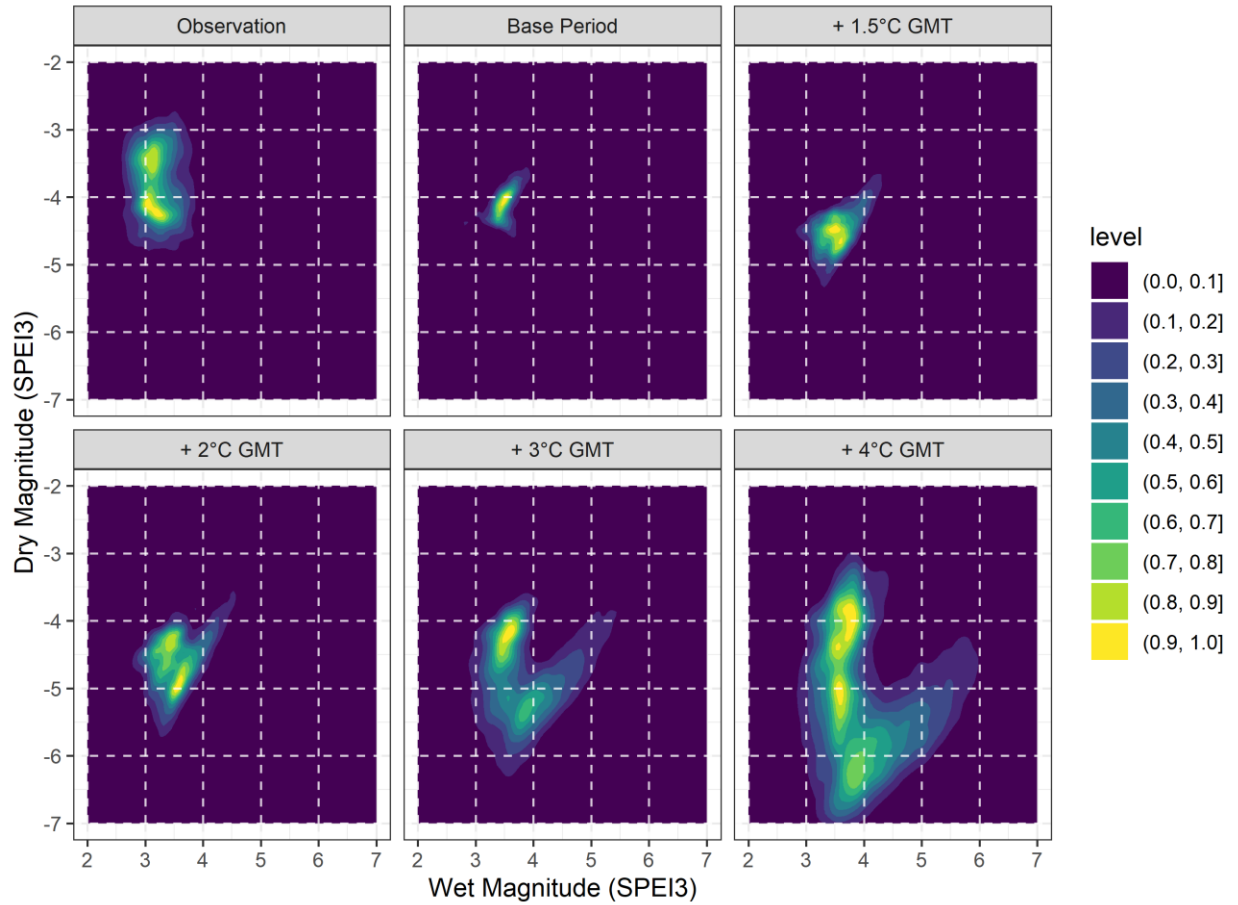 Observation
Base Period
+ 1.5°C GMT
-2
-3
-4
-5
-6
-7
+ 2°C GMT
+ 3°C GMT
+ 4°C GMT
-2
-3
-4
-5
-6
-7
2 3 4 5 6 7
2 3 4 5 6 7
2 3 4 5 6 7
Wet Magnitude (SPEI3)
Dry Magnitude (SPEI3)
level
(0.0, 0.1]
(0.1, 0.2]
(0.2, 0.3]
(0.3, 0.4]
(0.4, 0.5]
(0.5, 0.6]
(0.6, 0.7]
(0.7, 0.8]
(0.8, 0.9]
(0.9, 1.0]